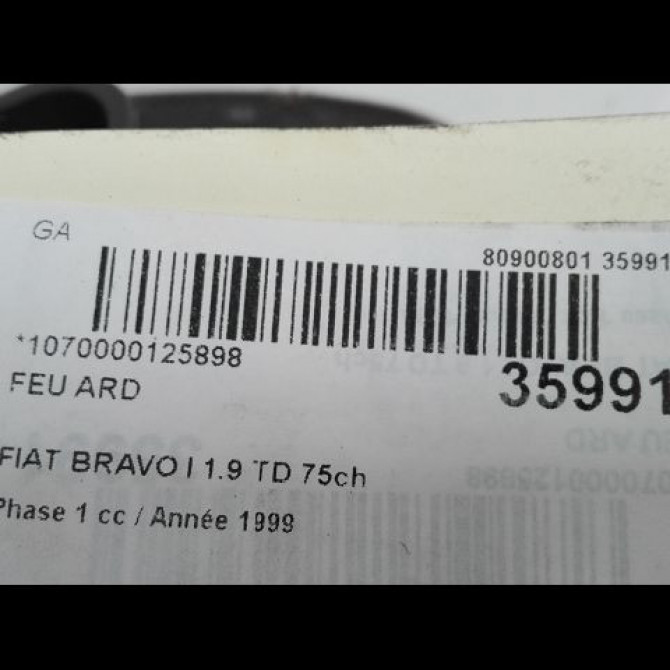 GA
80900801 35991
*1070000125898
35991
FEU ARD
FIAT BRAVO I 1.9 TD 75ch
Phase 1 cc / Année 1999